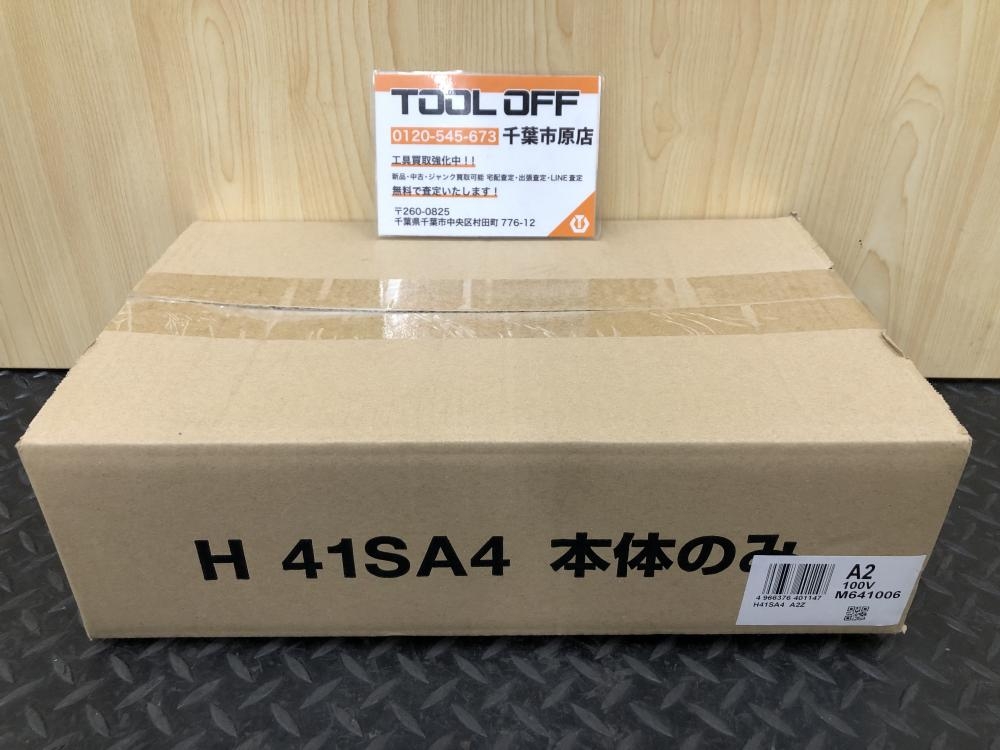 TOOL OFF
0120-545-673 千葉市原店
工具買取強化中!!
新品・中古・ジャンク買取可能 宅配査定・出張査定・LINE査定
無料で査定いたします!
〒260-0825
千葉県千葉市中央区村田町 776-12
H 41SA4 本体のみ
A2
100V
4 966376 401147 M641006
H41SA4 A2Z